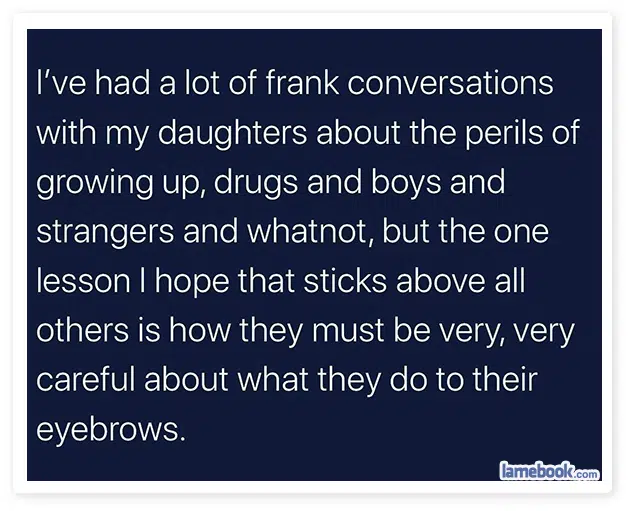 I’ve had a lot of frank conversations
with my daughters about the perils of
growing up, drugs and boys and
strangers and whatnot, but the one
lesson I hope that sticks above all
others is how they must be very, very
careful about what they do to their
eyebrows.
lamebook.com